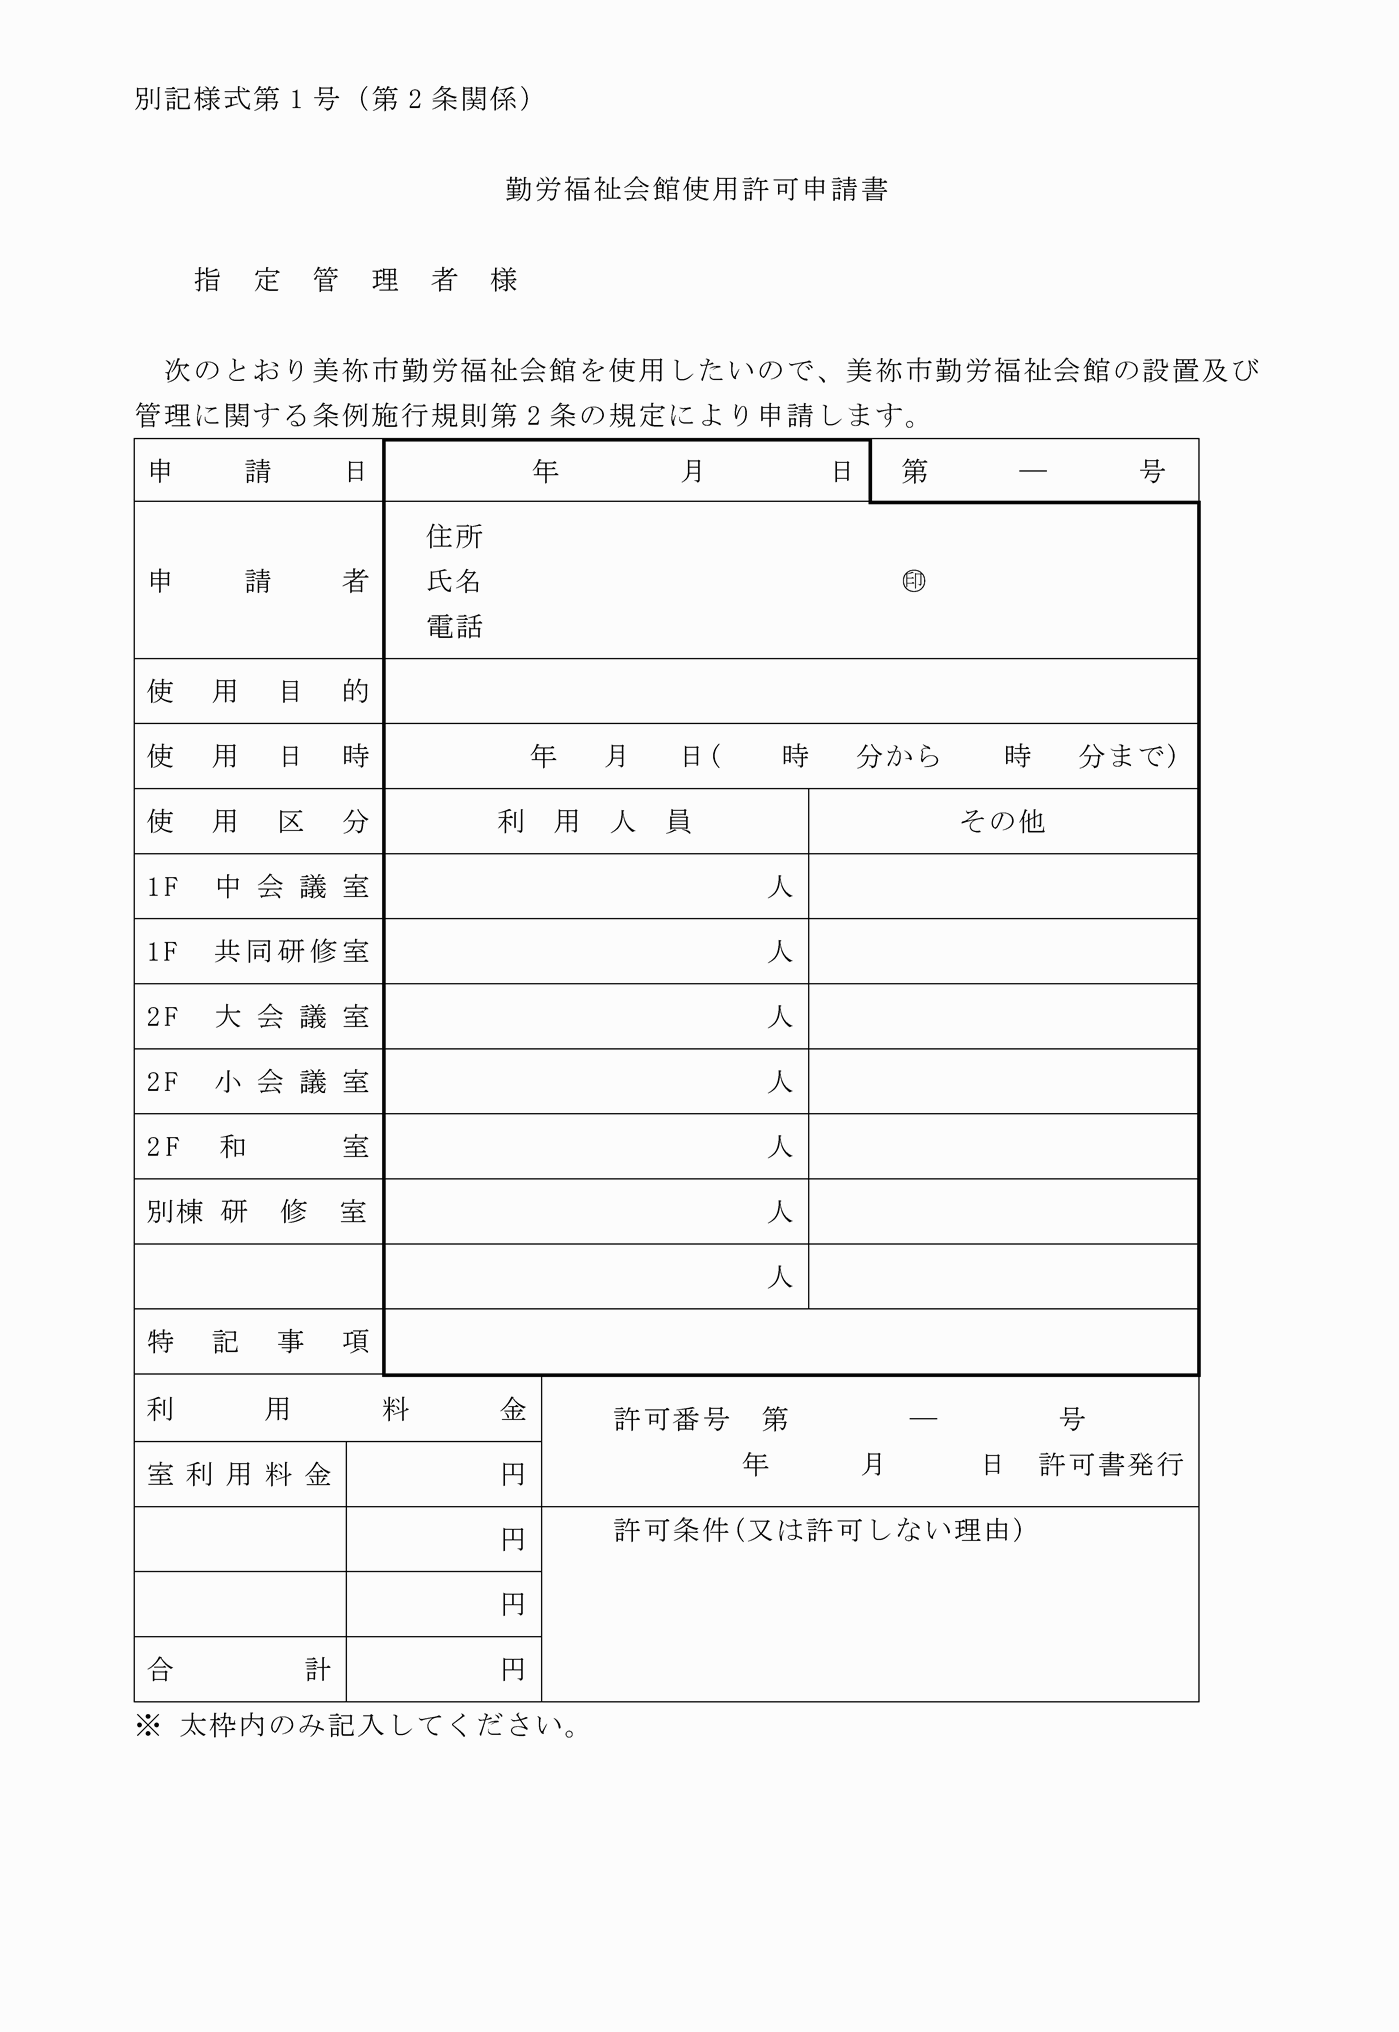 別記様式第1号（第2条関係）
勤労福祉会館使用許可申請書
指　定　管　理　者　様
次のとおり美祢市勤労福祉会館を使用したいので、美祢市勤労福祉会館の設置及び
管理に関する条例施行規則第2条の規定により申請します。
申　請　日　　年　　月　　日　第　―　号
住所
申　請　者　氏名　㊞
電話
使　用　目　的
使　用　日　時　　年　月　日(　時　分から　時　分まで)
使　用　区　分　利　用　人　員　その他
1F　中会議室　人
1F　共同研修室　人
2F　大会議室　人
2F　小会議室　人
2F　和　室　人
別棟 研　修　室　人
人
特　記　事　項
利　用　料　金
許可番号　第　―　号
年　月　日　許可書発行
室利用料金　円
許可条件(又は許可しない理由)
円
円
合　計　円
※ 太枠内のみ記入してください。